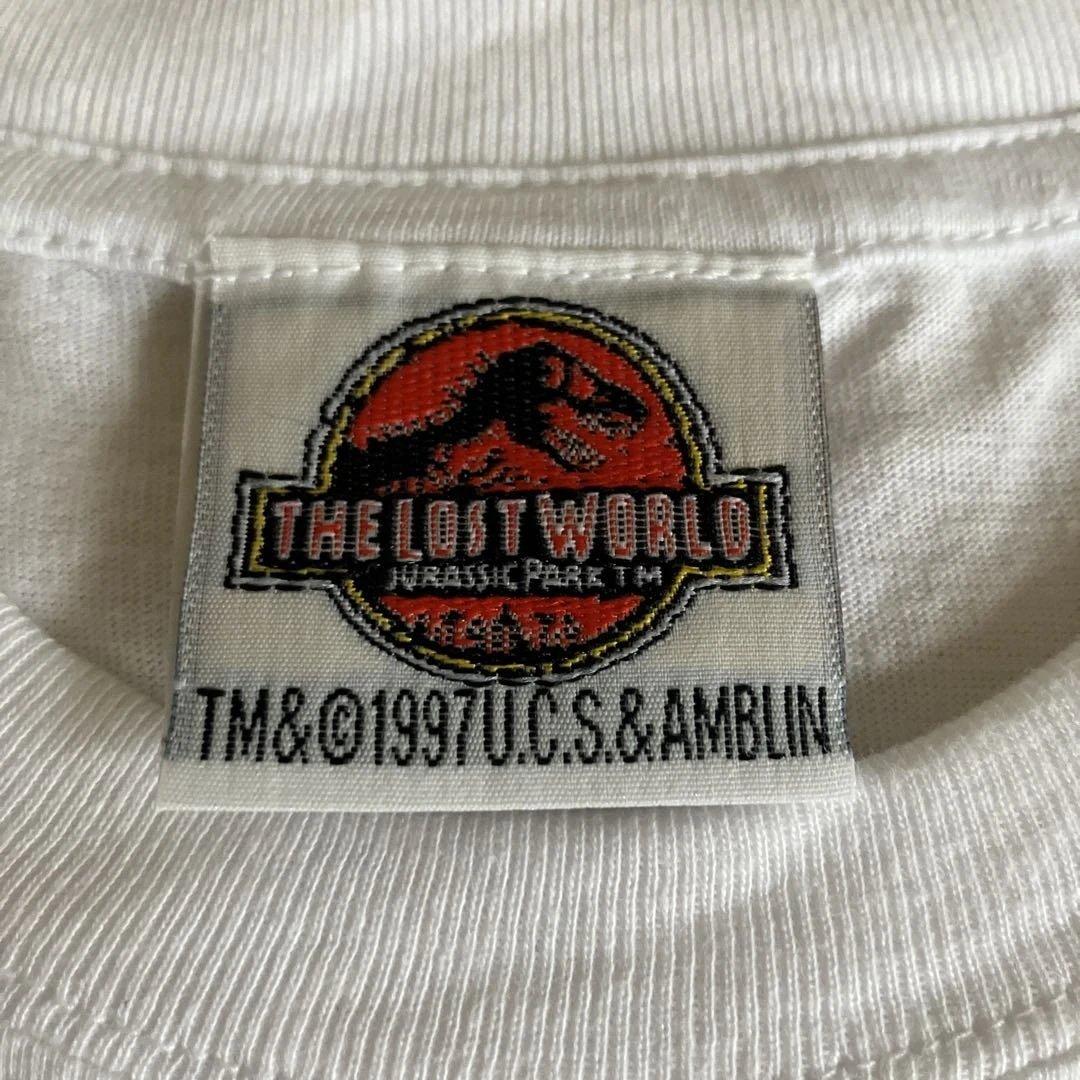 THE LOST WORLD
JURASSIC PARK TM
TM&©1997U.C.S.&AMBLIN